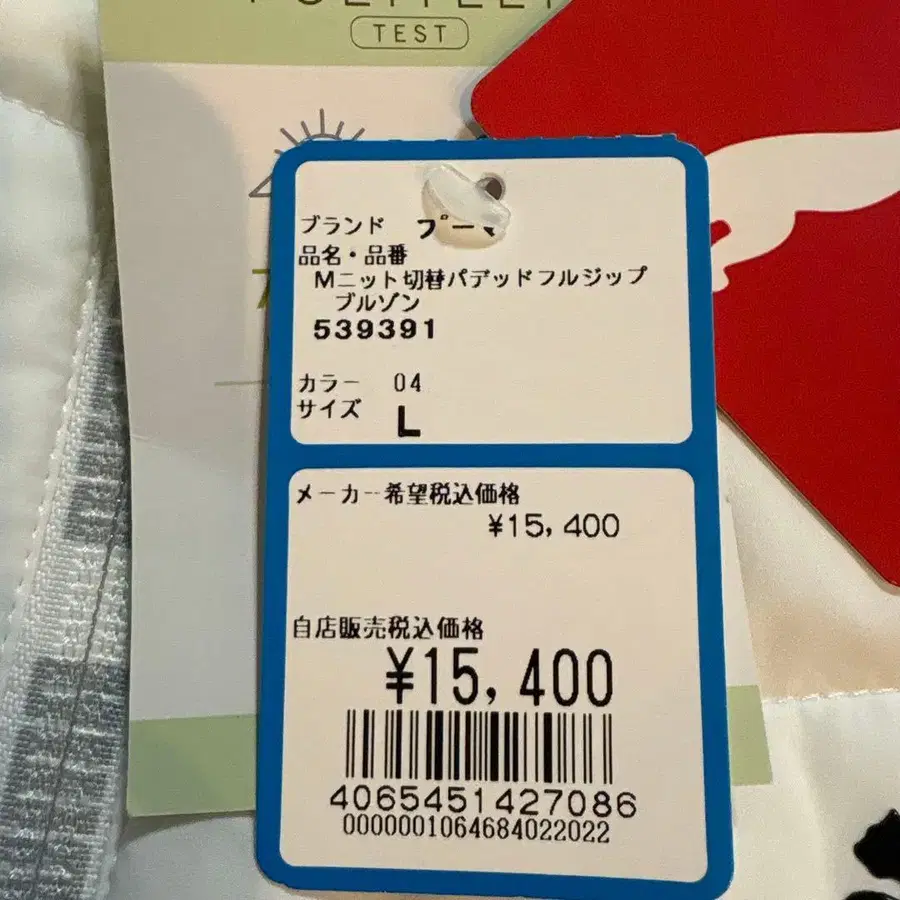 TEST
ブランド プーマ
品名・品番
Mニット切替パデッドフルジップ
ブルゾン
539391
カラー 04
サイズ L
メーカー希望税込価格
¥15,400
自店販売税込価格
¥15,400
4065451427086
0000001064684022022